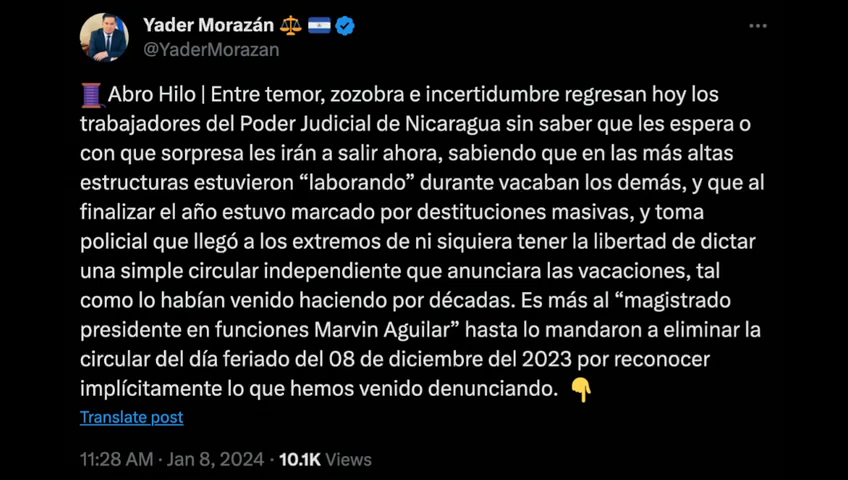 Yader Morazán
@YaderMorazan
Abro Hilo | Entre temor, zozobra e incertidumbre regresan hoy los
trabajadores del Poder Judicial de Nicaragua sin saber que les espera o
con que sorpresa les irán a salir ahora, sabiendo que en las más altas
estructuras estuvieron “laborando” durante vacaban los demás, y que al
finalizar el año estuvo marcado por destituciones masivas, y toma
policial que llegó a los extremos de ni siquiera tener la libertad de dictar
una simple circular independiente que anunciara las vacaciones, tal
como lo habían venido haciendo por décadas. Es más al “magistrado
presidente en funciones Marvin Aguilar” hasta lo mandaron a eliminar la
circular del día feriado del 08 de diciembre del 2023 por reconocer
implícitamente lo que hemos venido denunciando.
Translate post
11:28 AM · Jan 8, 2024 · 10.1K Views